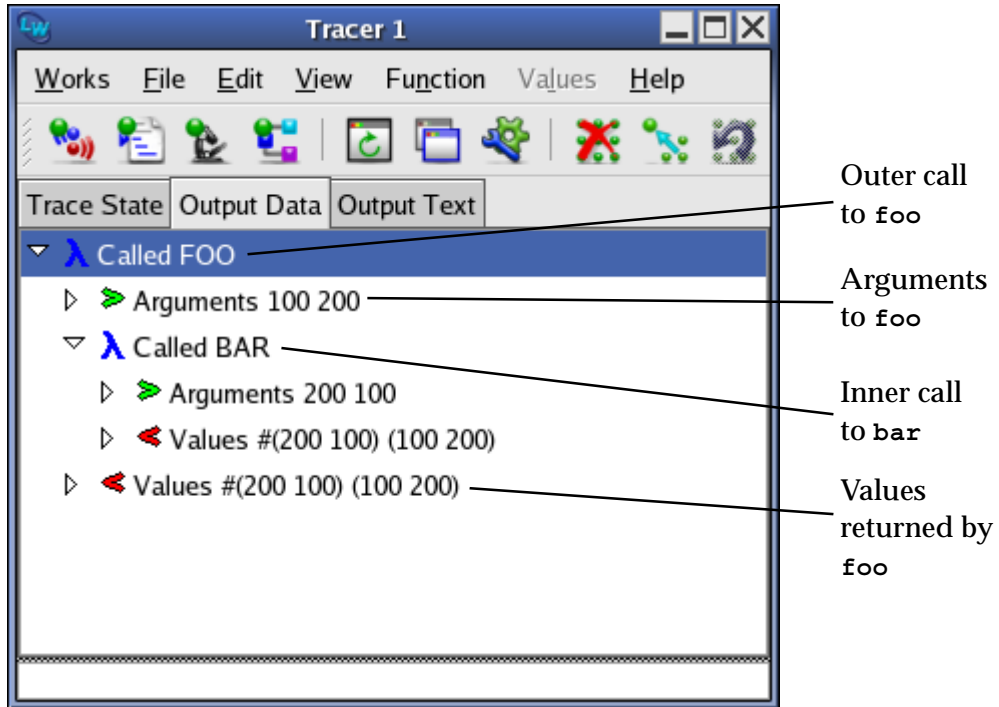 LW
Tracer 1
Works File Edit View Function Values Help
Trace State Output Data Output Text
λ Called FOO
Arguments 100 200
λ Called BAR
Arguments 200 100
Values #(200 100) (100 200)
Values #(200 100) (100 200)
Outer call
to foo
Arguments
to foo
Inner call
to bar
Values
returned by
foo